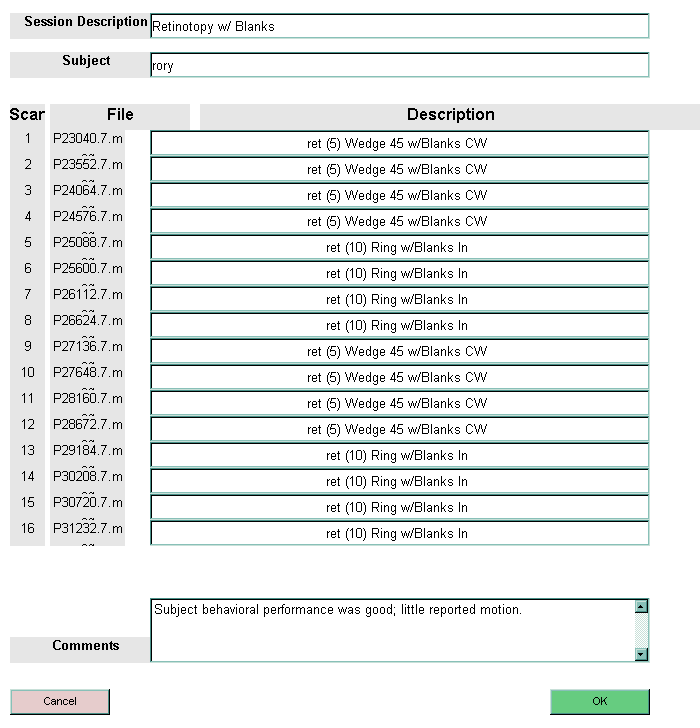 Session Description Retinotopy w/ Blanks
Subject rory
Scar File Description
1 P23040.7.m ret (5) Wedge 45 w/Blanks CW
2 P23552.7.m ret (5) Wedge 45 w/Blanks CW
3 P24064.7.m ret (5) Wedge 45 w/Blanks CW
4 P24576.7.m ret (5) Wedge 45 w/Blanks CW
5 P25088.7.m ret (10) Ring w/Blanks In
6 P25600.7.m ret (10) Ring w/Blanks In
7 P26112.7.m ret (10) Ring w/Blanks In
8 P26624.7.m ret (10) Ring w/Blanks In
9 P27136.7.m ret (5) Wedge 45 w/Blanks CW
10 P27648.7.m ret (5) Wedge 45 w/Blanks CW
11 P28160.7.m ret (5) Wedge 45 w/Blanks CW
12 P28672.7.m ret (5) Wedge 45 w/Blanks CW
13 P29184.7.m ret (10) Ring w/Blanks In
14 P30208.7.m ret (10) Ring w/Blanks In
15 P30720.7.m ret (10) Ring w/Blanks In
16 P31232.7.m ret (10) Ring w/Blanks In
Subject behavioral performance was good; little reported motion.
Comments
Cancel OK